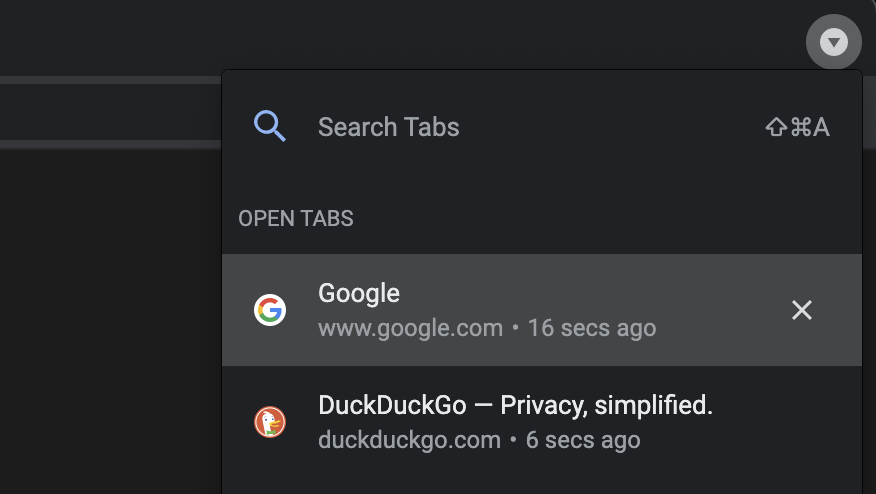 Search Tabs ⇧⌘A
OPEN TABS
Google
www.google.com • 16 secs ago
DuckDuckGo — Privacy, simplified.
duckduckgo.com • 6 secs ago